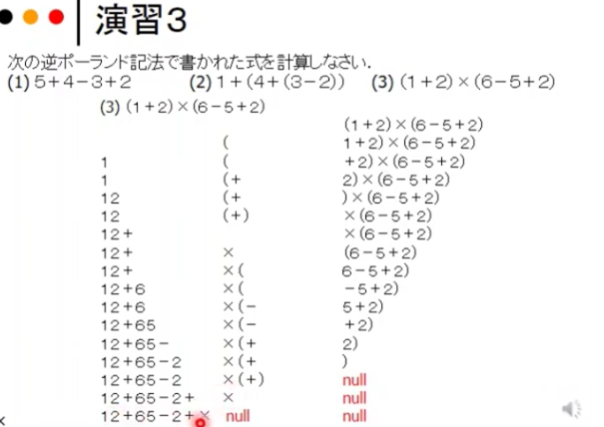 演習3
次の逆ポーランド記法で書かれた式を計算しなさい.
(1) 5+4-3+2 (2) 1+(4+(3-2)) (3) (1+2)×(6-5+2)
(3) (1+2)×(6-5+2)
(1+2)×(6-5+2)
( 1+2)×(6-5+2)
1 ( +2)×(6-5+2)
1 (+ 2)×(6-5+2)
12 (+ )×(6-5+2)
12 (+) ×(6-5+2)
12+ ×(6-5+2)
12+ × (6-5+2)
12+ ×( 6-5+2)
12+6 ×( -5+2)
12+6 ×(- 5+2)
12+65 ×(- +2)
12+65- ×(+ 2)
12+65-2 ×(+ )
12+65-2 ×(+) null
12+65-2+ × null
12+65-2+× null null
×